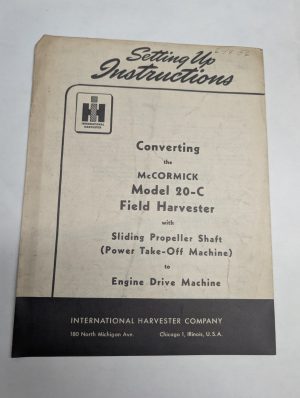 Setting Up
Instructions
IH
INTERNATIONAL
HARVESTER
Converting
the
McCORMICK
Model 20-C
Field Harvester
with
Sliding Propeller Shaft
(Power Take-Off Machine)
to
Engine Drive Machine
INTERNATIONAL HARVESTER COMPANY
180 North Michigan Ave. Chicago 1, Illinois, U.S.A.